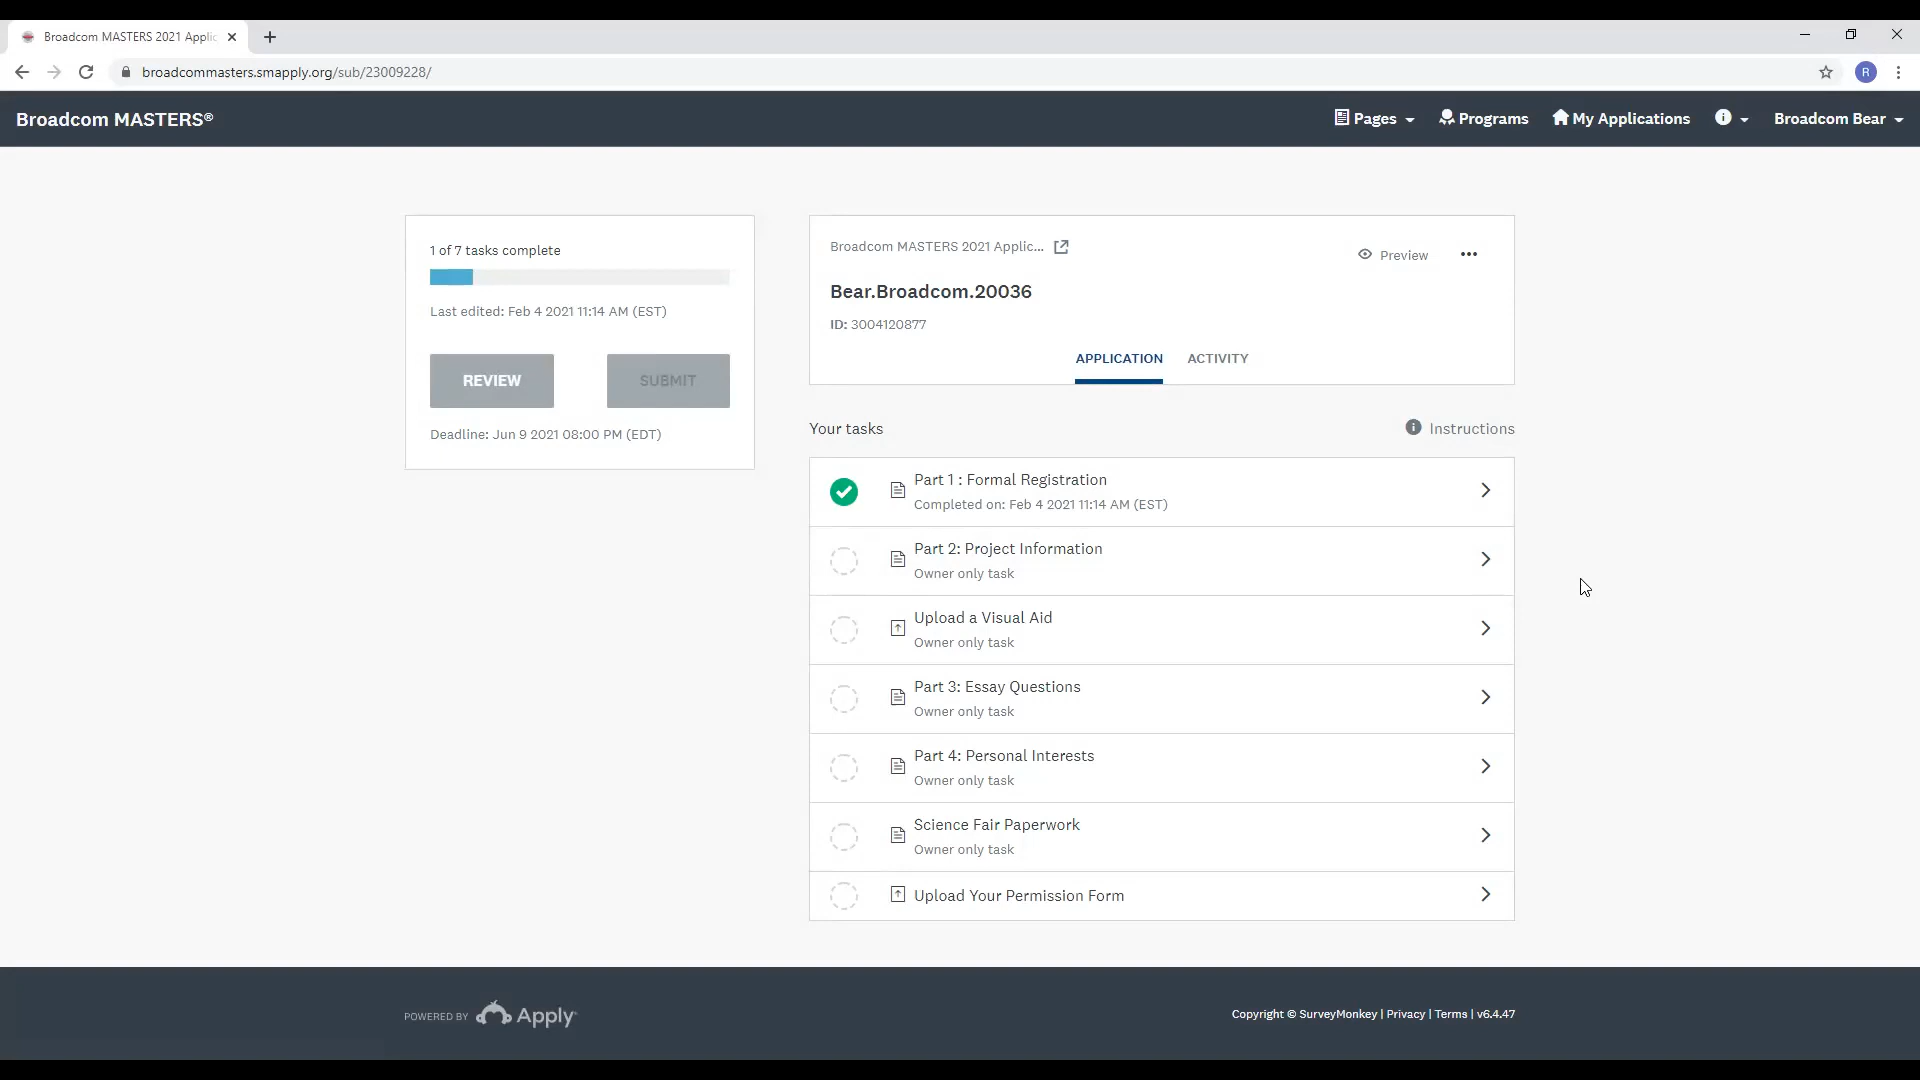 Broadcom MASTERS 2021 Applic
broadcommasters.smapply.org/sub/23009228/
R
Broadcom MASTERS®
Pages
Programs
My Applications
Broadcom Bear
1 of 7 tasks complete
Last edited: Feb 4 2021 11:14 AM (EST)
REVIEW
SUBMIT
Deadline: Jun 9 2021 08:00 PM (EDT)
Broadcom MASTERS 2021 Applic...
Preview
Bear.Broadcom.20036
ID: 3004120877
APPLICATION
ACTIVITY
Your tasks
Instructions
Part 1 : Formal Registration
Completed on: Feb 4 2021 11:14 AM (EST)
Part 2: Project Information
Owner only task
Upload a Visual Aid
Owner only task
Part 3: Essay Questions
Owner only task
Part 4: Personal Interests
Owner only task
Science Fair Paperwork
Owner only task
Upload Your Permission Form
POWERED BY Apply
Copyright © SurveyMonkey | Privacy | Terms | v6.4.47